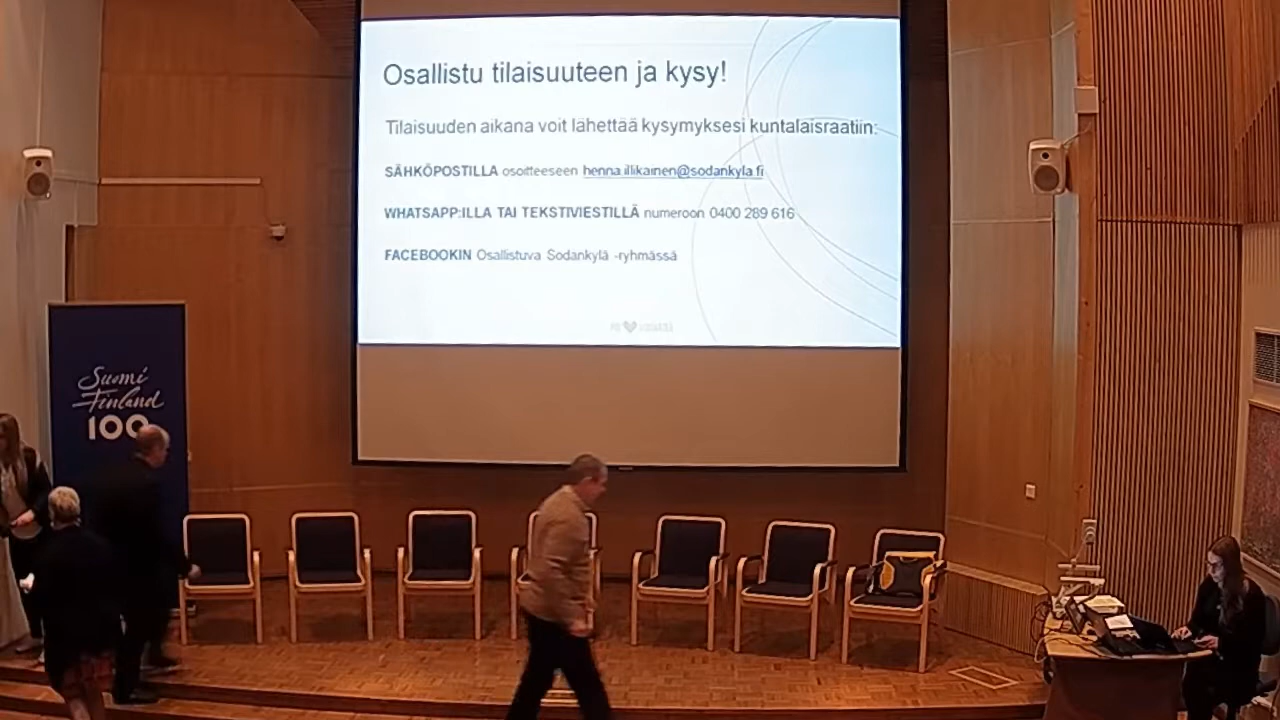 Osallistu tilaisuuteen ja kysy!
Tilaisuuden aikana voit lähettää kysymyksesi kuntalaisraatiin:
SÄHKÖPOSTILLA osoitteeseen henna.illikainen@sodankyla.fi
WHATSAPP:ILLA TAI TEKSTIVIESTILLÄ numeroon 0400 289 616
FACEBOOKIN Osallistuva Sodankylä -ryhmässä
Suomi
Finland
100